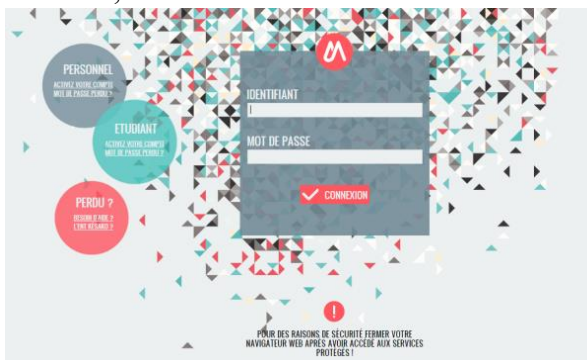 PERSONNEL
ACTIVEZ VOTRE COMPTE
MOT DE PASSE PERDU ?
ETUDIANT
ACTIVEZ VOTRE COMPTE
MOT DE PASSE PERDU ?
PERDU ?
BESOIN D'AIDE ?
IDENTIFIANT
MOT DE PASSE
CONNEXION
!
POUR DES RAISONS DE SÉCURITÉ FERMER VOTRE
NAVIGATEUR WEB APRÈS AVOIR ACCÉDÉ AUX SERVICES
PROTÉGÉS !